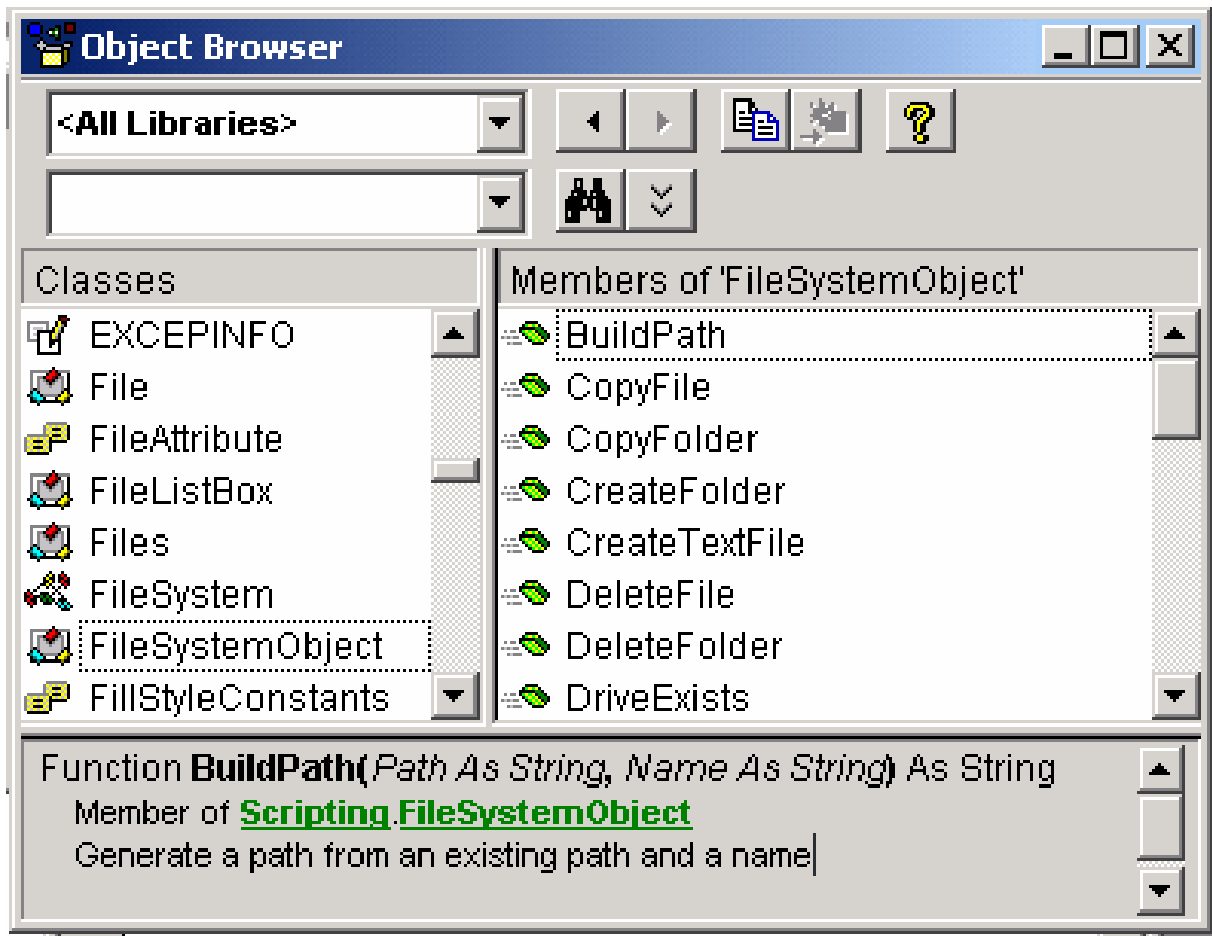 Object Browser
<All Libraries>
Classes
Members of 'FileSystemObject'
EXCEPINFO
File
FileAttribute
FileListBox
Files
FileSystem
FileSystemObject
FillStyleConstants
BuildPath
CopyFile
CopyFolder
CreateFolder
CreateTextFile
DeleteFile
DeleteFolder
DriveExists
Function BuildPath(Path As String, Name As String) As String
Member of Scripting.FileSystemObject
Generate a path from an existing path and a name